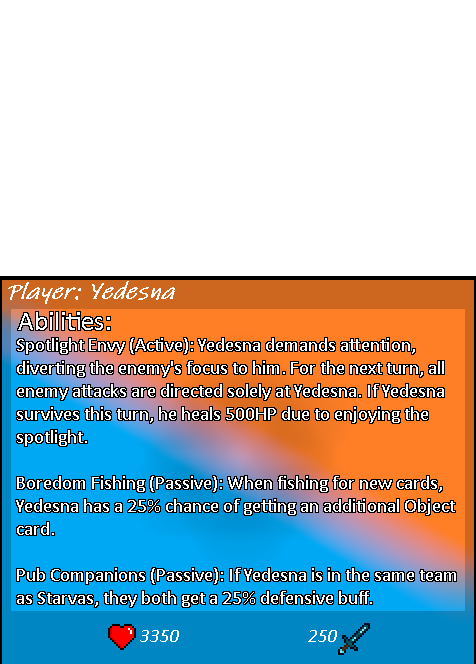 Player: Yedesna
Abilities:
Spotlight Envy (Active): Yedesna demands attention,
diverting the enemy's focus to him. For the next turn, all
enemy attacks are directed solely at Yedesna. If Yedesna
survives this turn, he heals 500HP due to enjoying the
spotlight.
Boredom Fishing (Passive): When fishing for new cards,
Yedesna has a 25% chance of getting an additional Object
card.
Pub Companions (Passive): If Yedesna is in the same team
as Starvas, they both get a 25% defensive buff.
3350 250